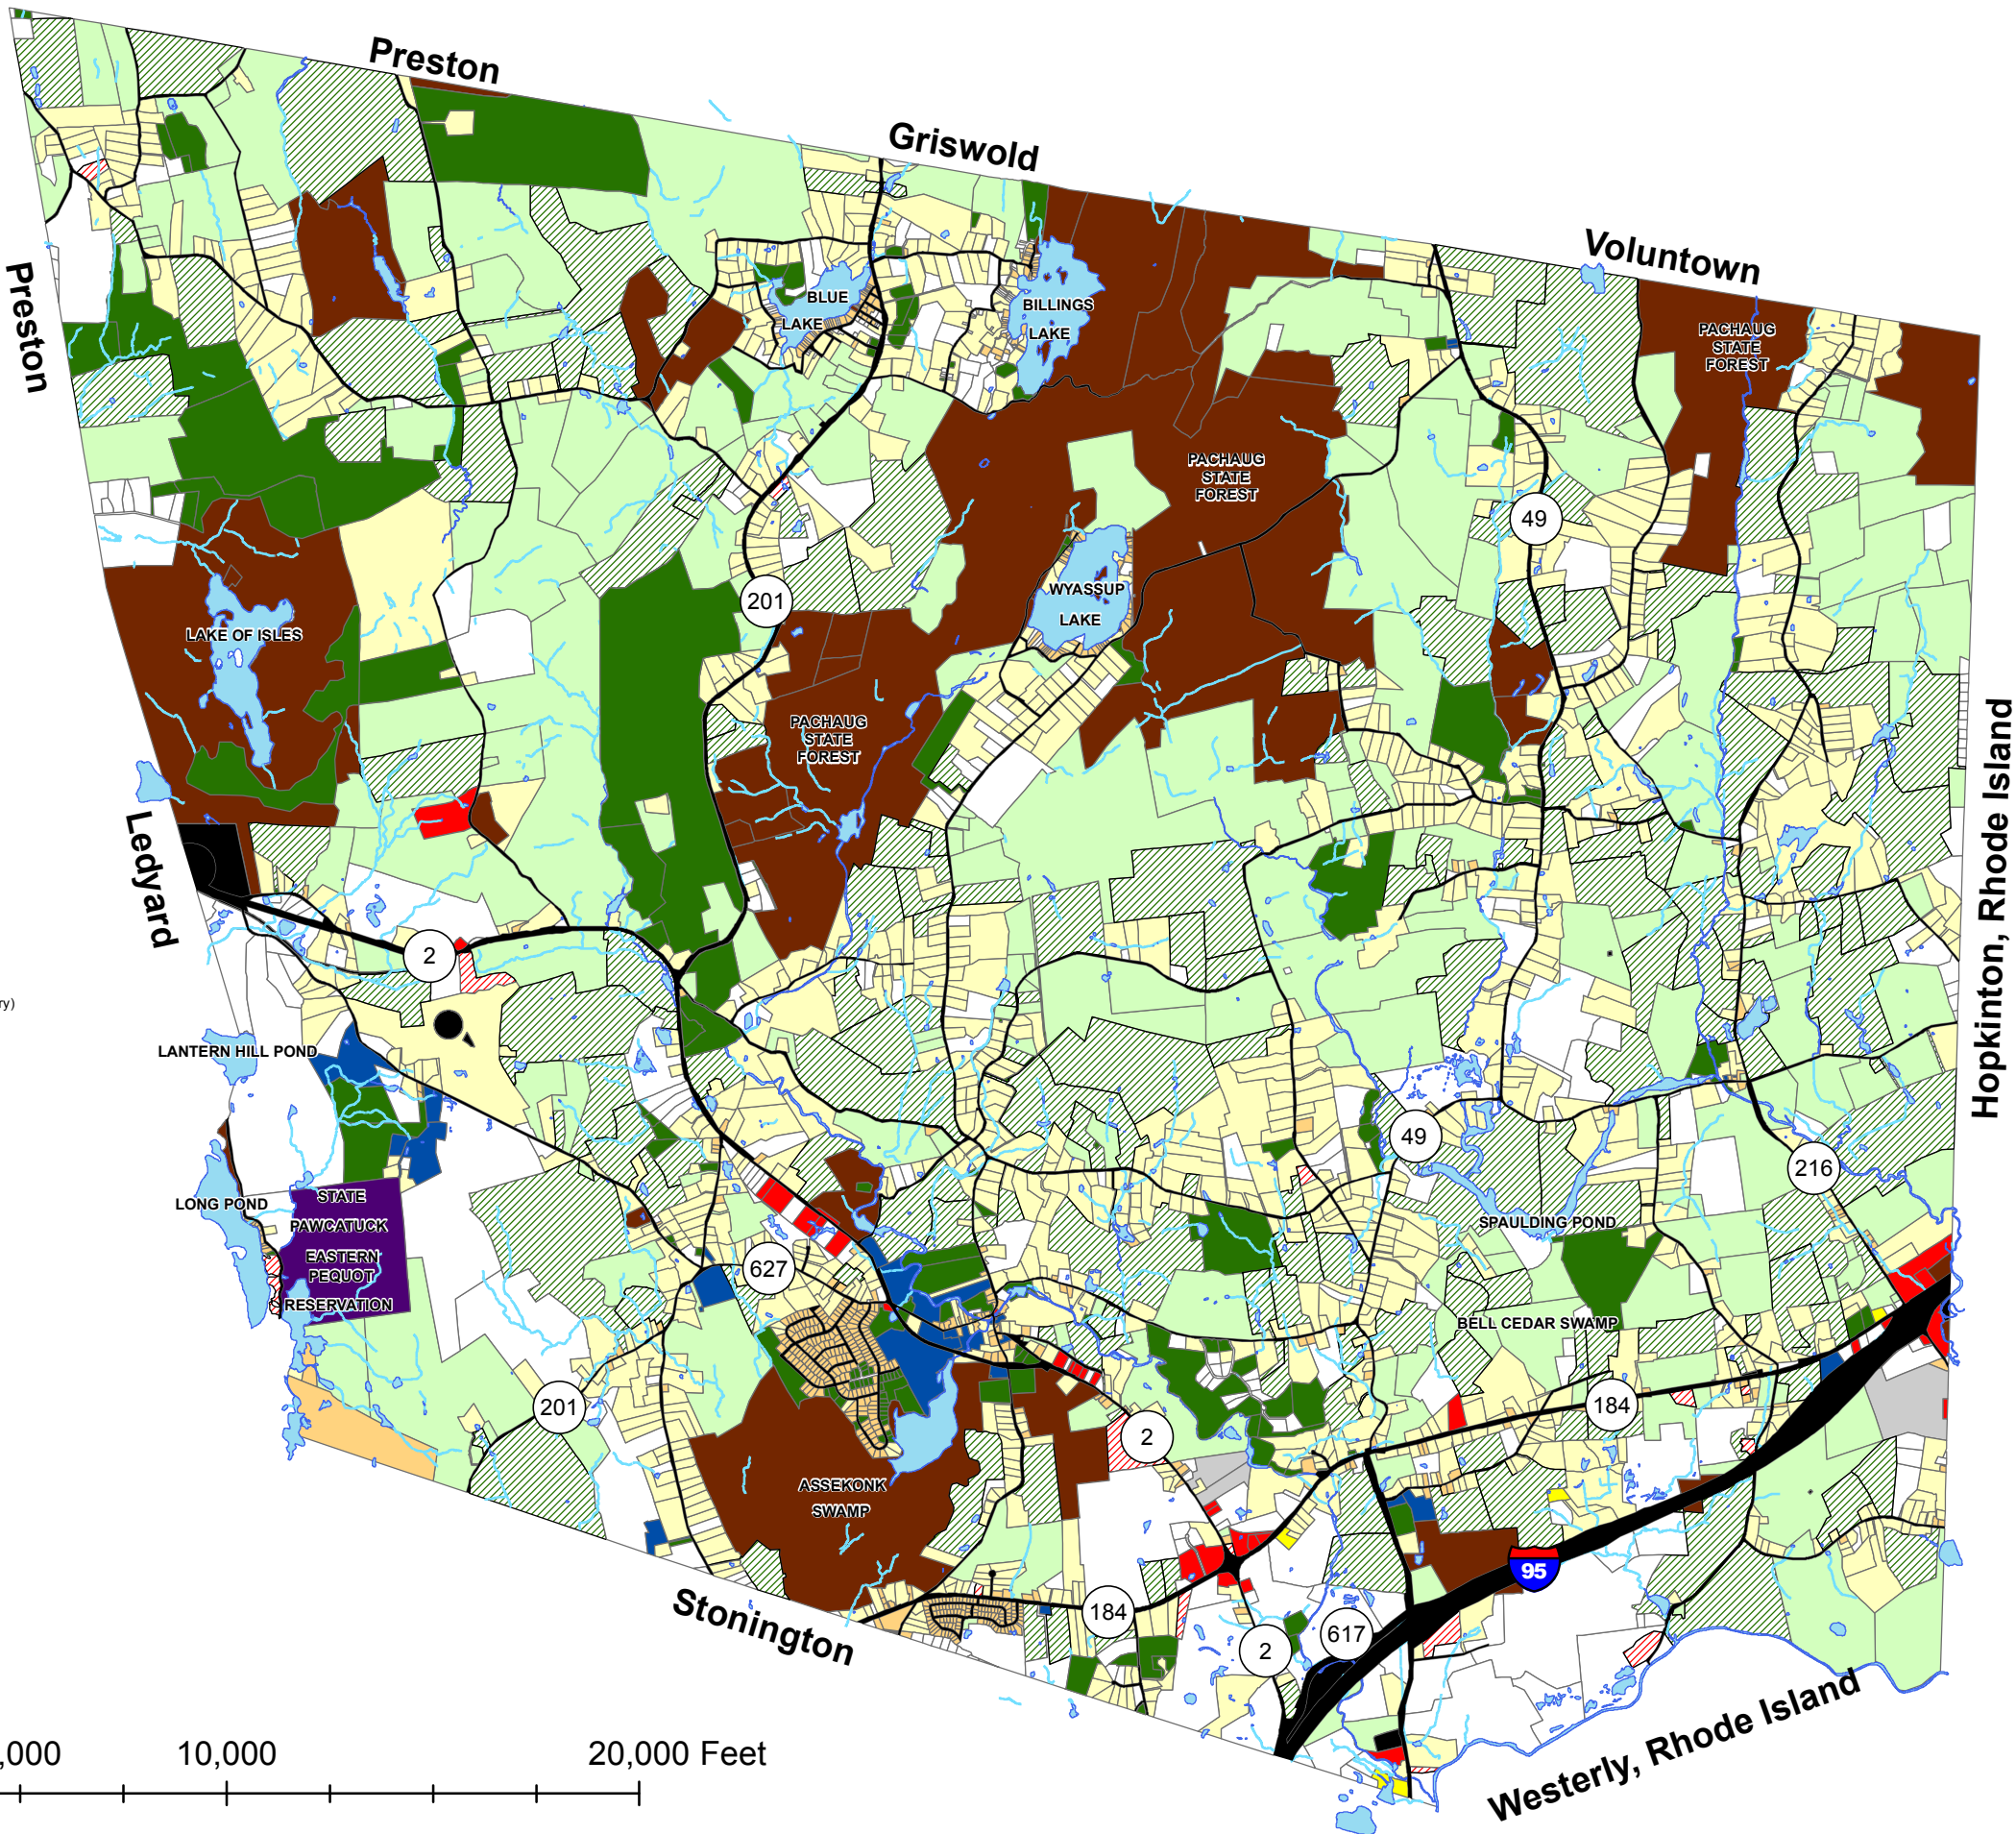 Preston
Griswold
Voluntown
Preston
BLUE
LAKE
BILLINGS
LAKE
PACHAUG
STATE
FOREST
PACHAUG
STATE
FOREST
49
WYASSUP
LAKE
201
LAKE OF ISLES
PACHAUG
STATE
FOREST
Hopkinton, Rhode Island
Ledyard
2
ry)
LANTERN HILL POND
49
216
LONG POND
STATE
PAWCATUCK
EASTERN
PEQUOT
RESERVATION
SPAULDING POND
627
BELL CEDAR SWAMP
201
184
2
ASSEKONK
SWAMP
95
184
617
2
Stonington
Westerly, Rhode Island
,000
10,000
20,000 Feet